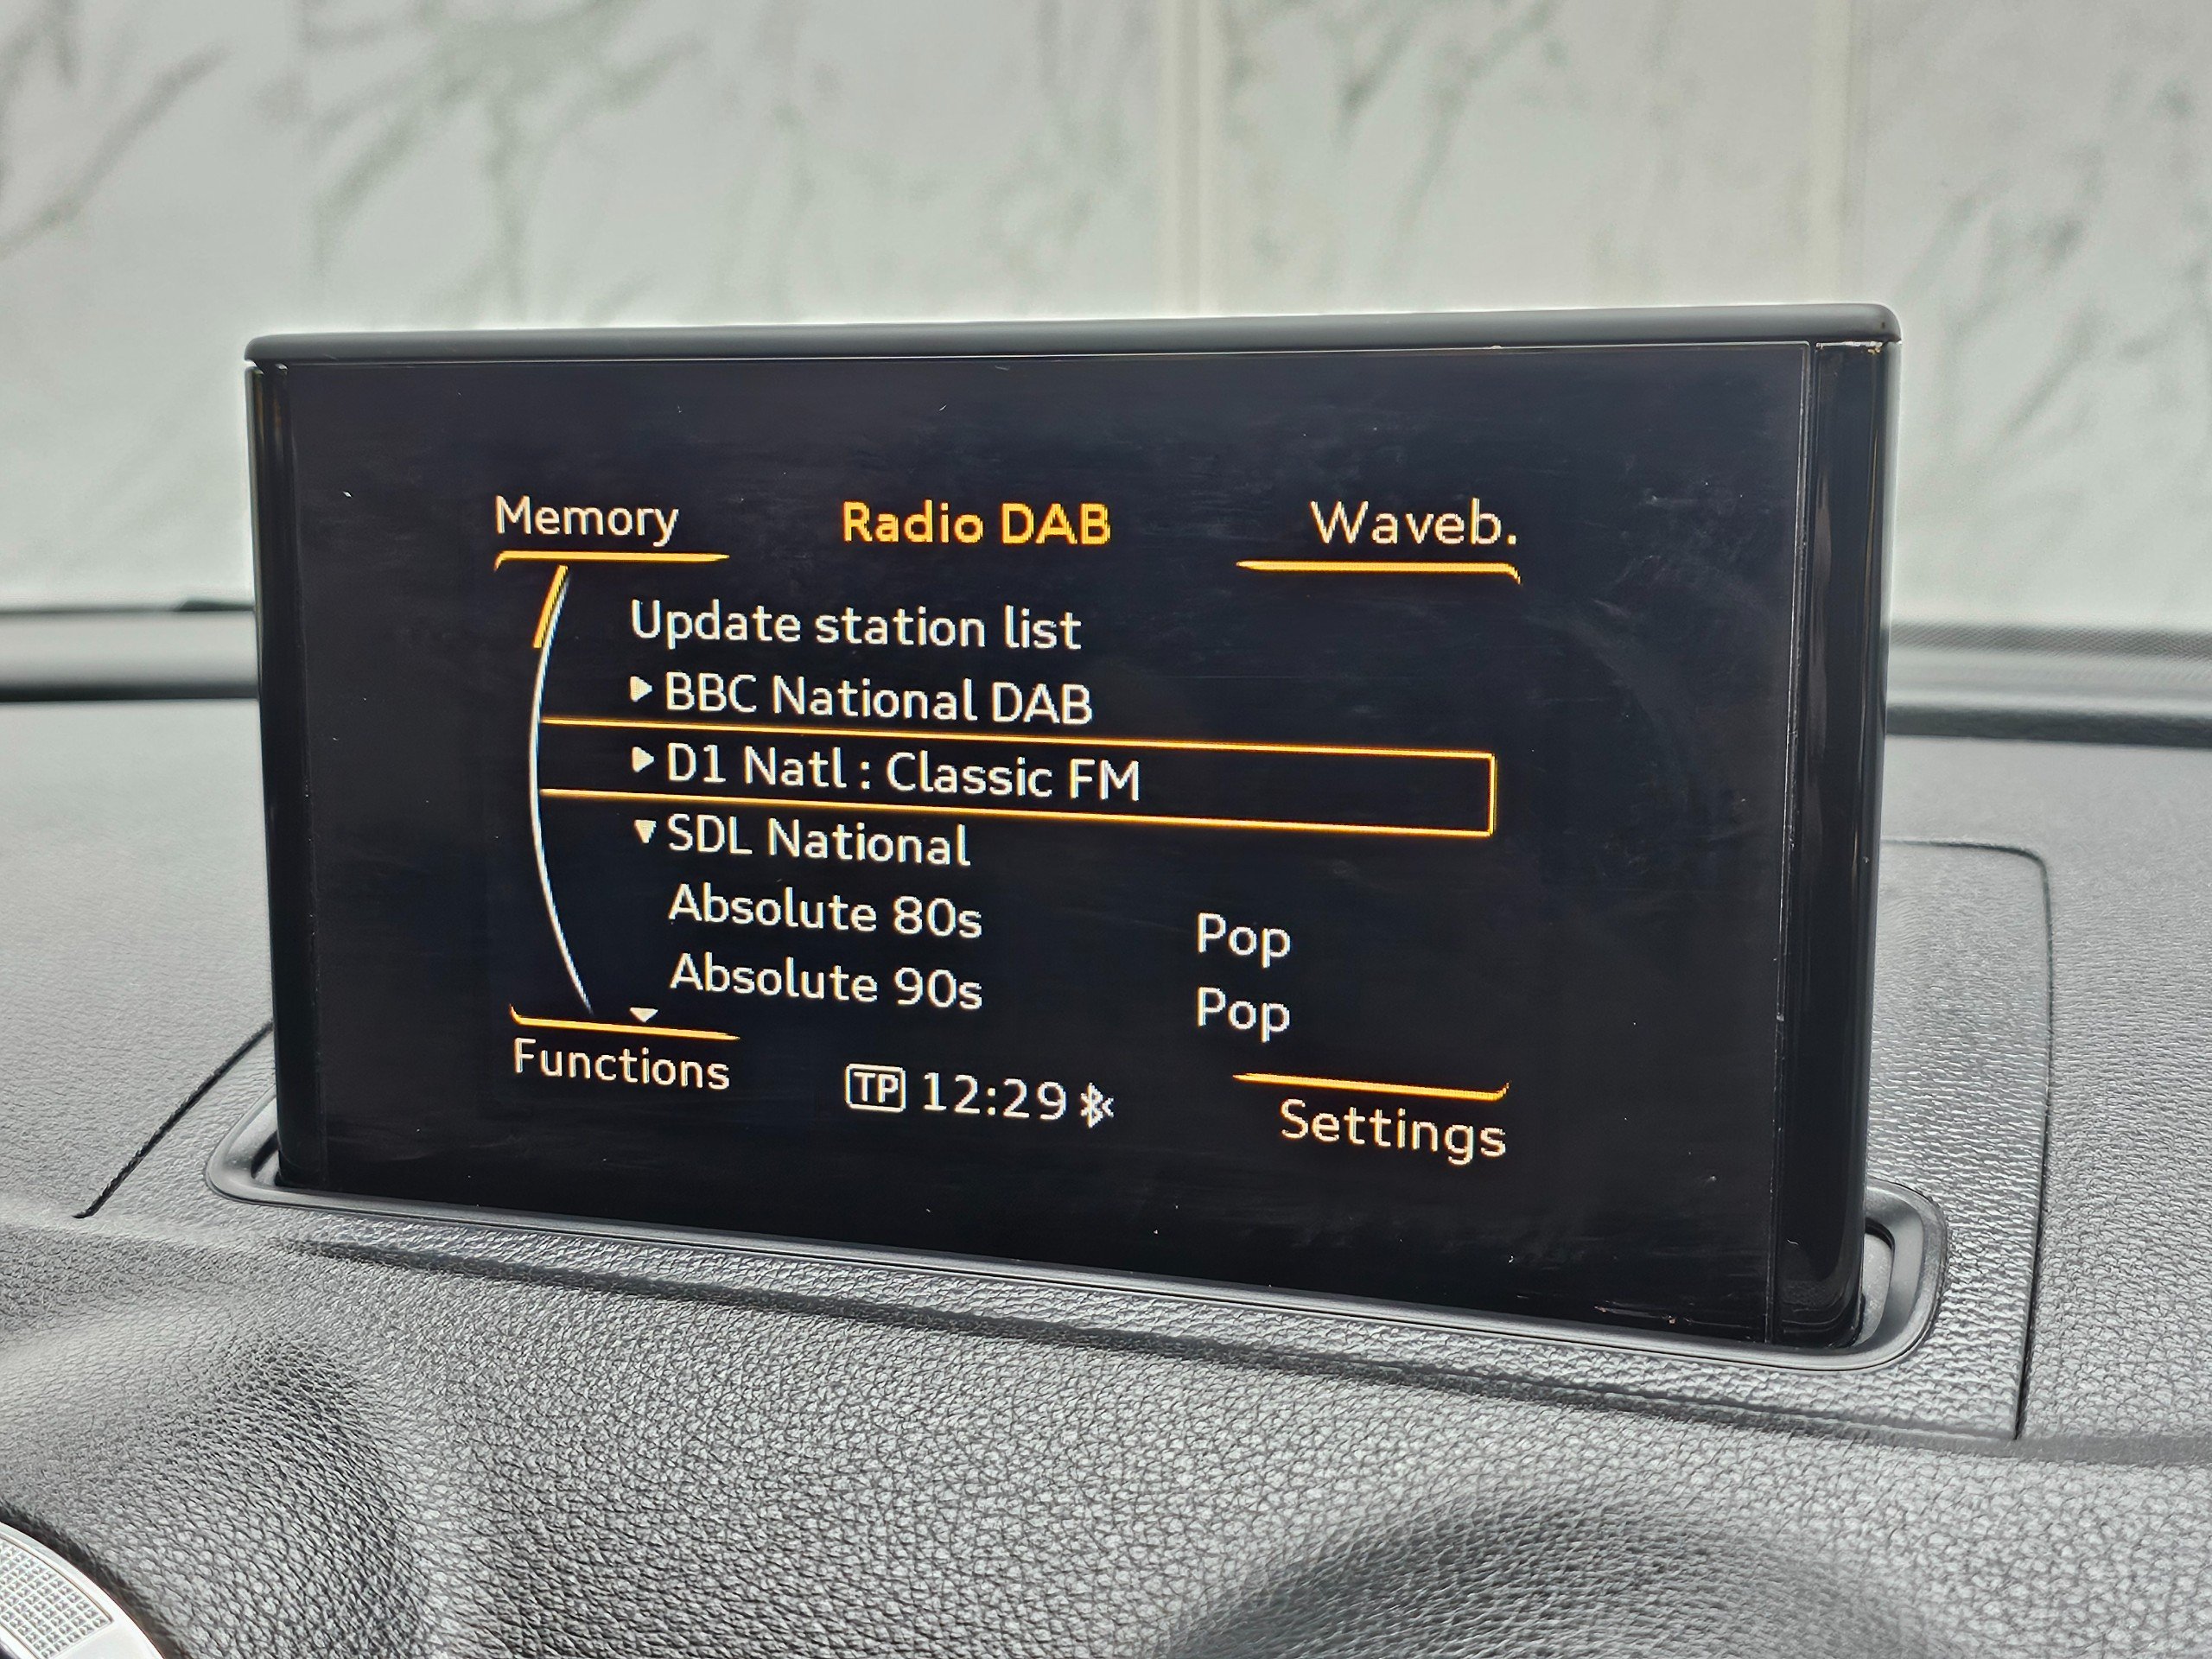 Memory Radio DAB Waveb.
Update station list
BBC National DAB
D1 Natl : Classic FM
SDL National
Absolute 80s Pop
Absolute 90s Pop
Functions TP 12:29 Settings